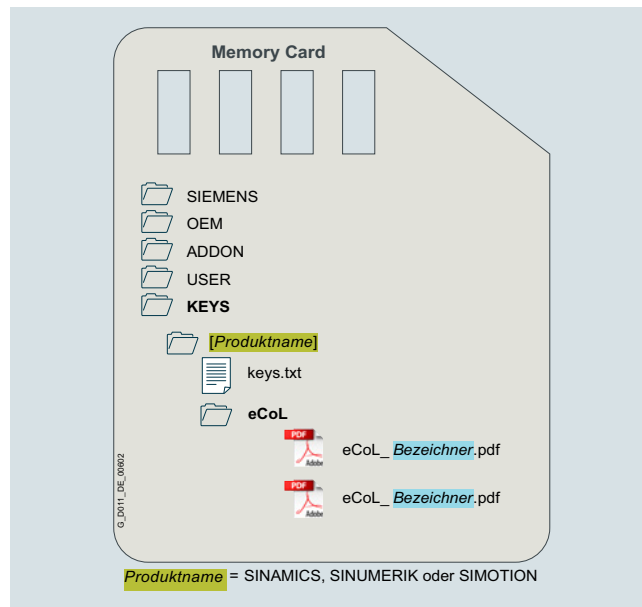 Memory Card
SIEMENS
OEM
ADDON
USER
KEYS
[Produktname]
keys.txt
eCoL
PDF
Adobe
eCoL_ Bezeichner.pdf
PDF
Adobe
eCoL_ Bezeichner.pdf
G_D011_DE_00602
Produktname = SINAMICS, SINUMERIK oder SIMOTION